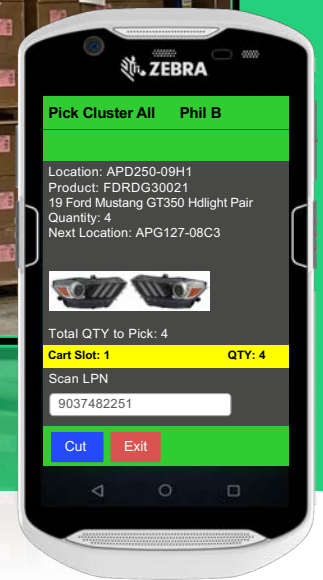 ZEBRA
Pick Cluster All Phil B
Location: APD250-09H1
Product: FDRDG30021
19 Ford Mustang GT350 Hdlight Pair
Quantity: 4
Next Location: APG127-08C3
Total QTY to Pick: 4
Cart Slot: 1 QTY: 4
Scan LPN
9037482251
Cut Exit